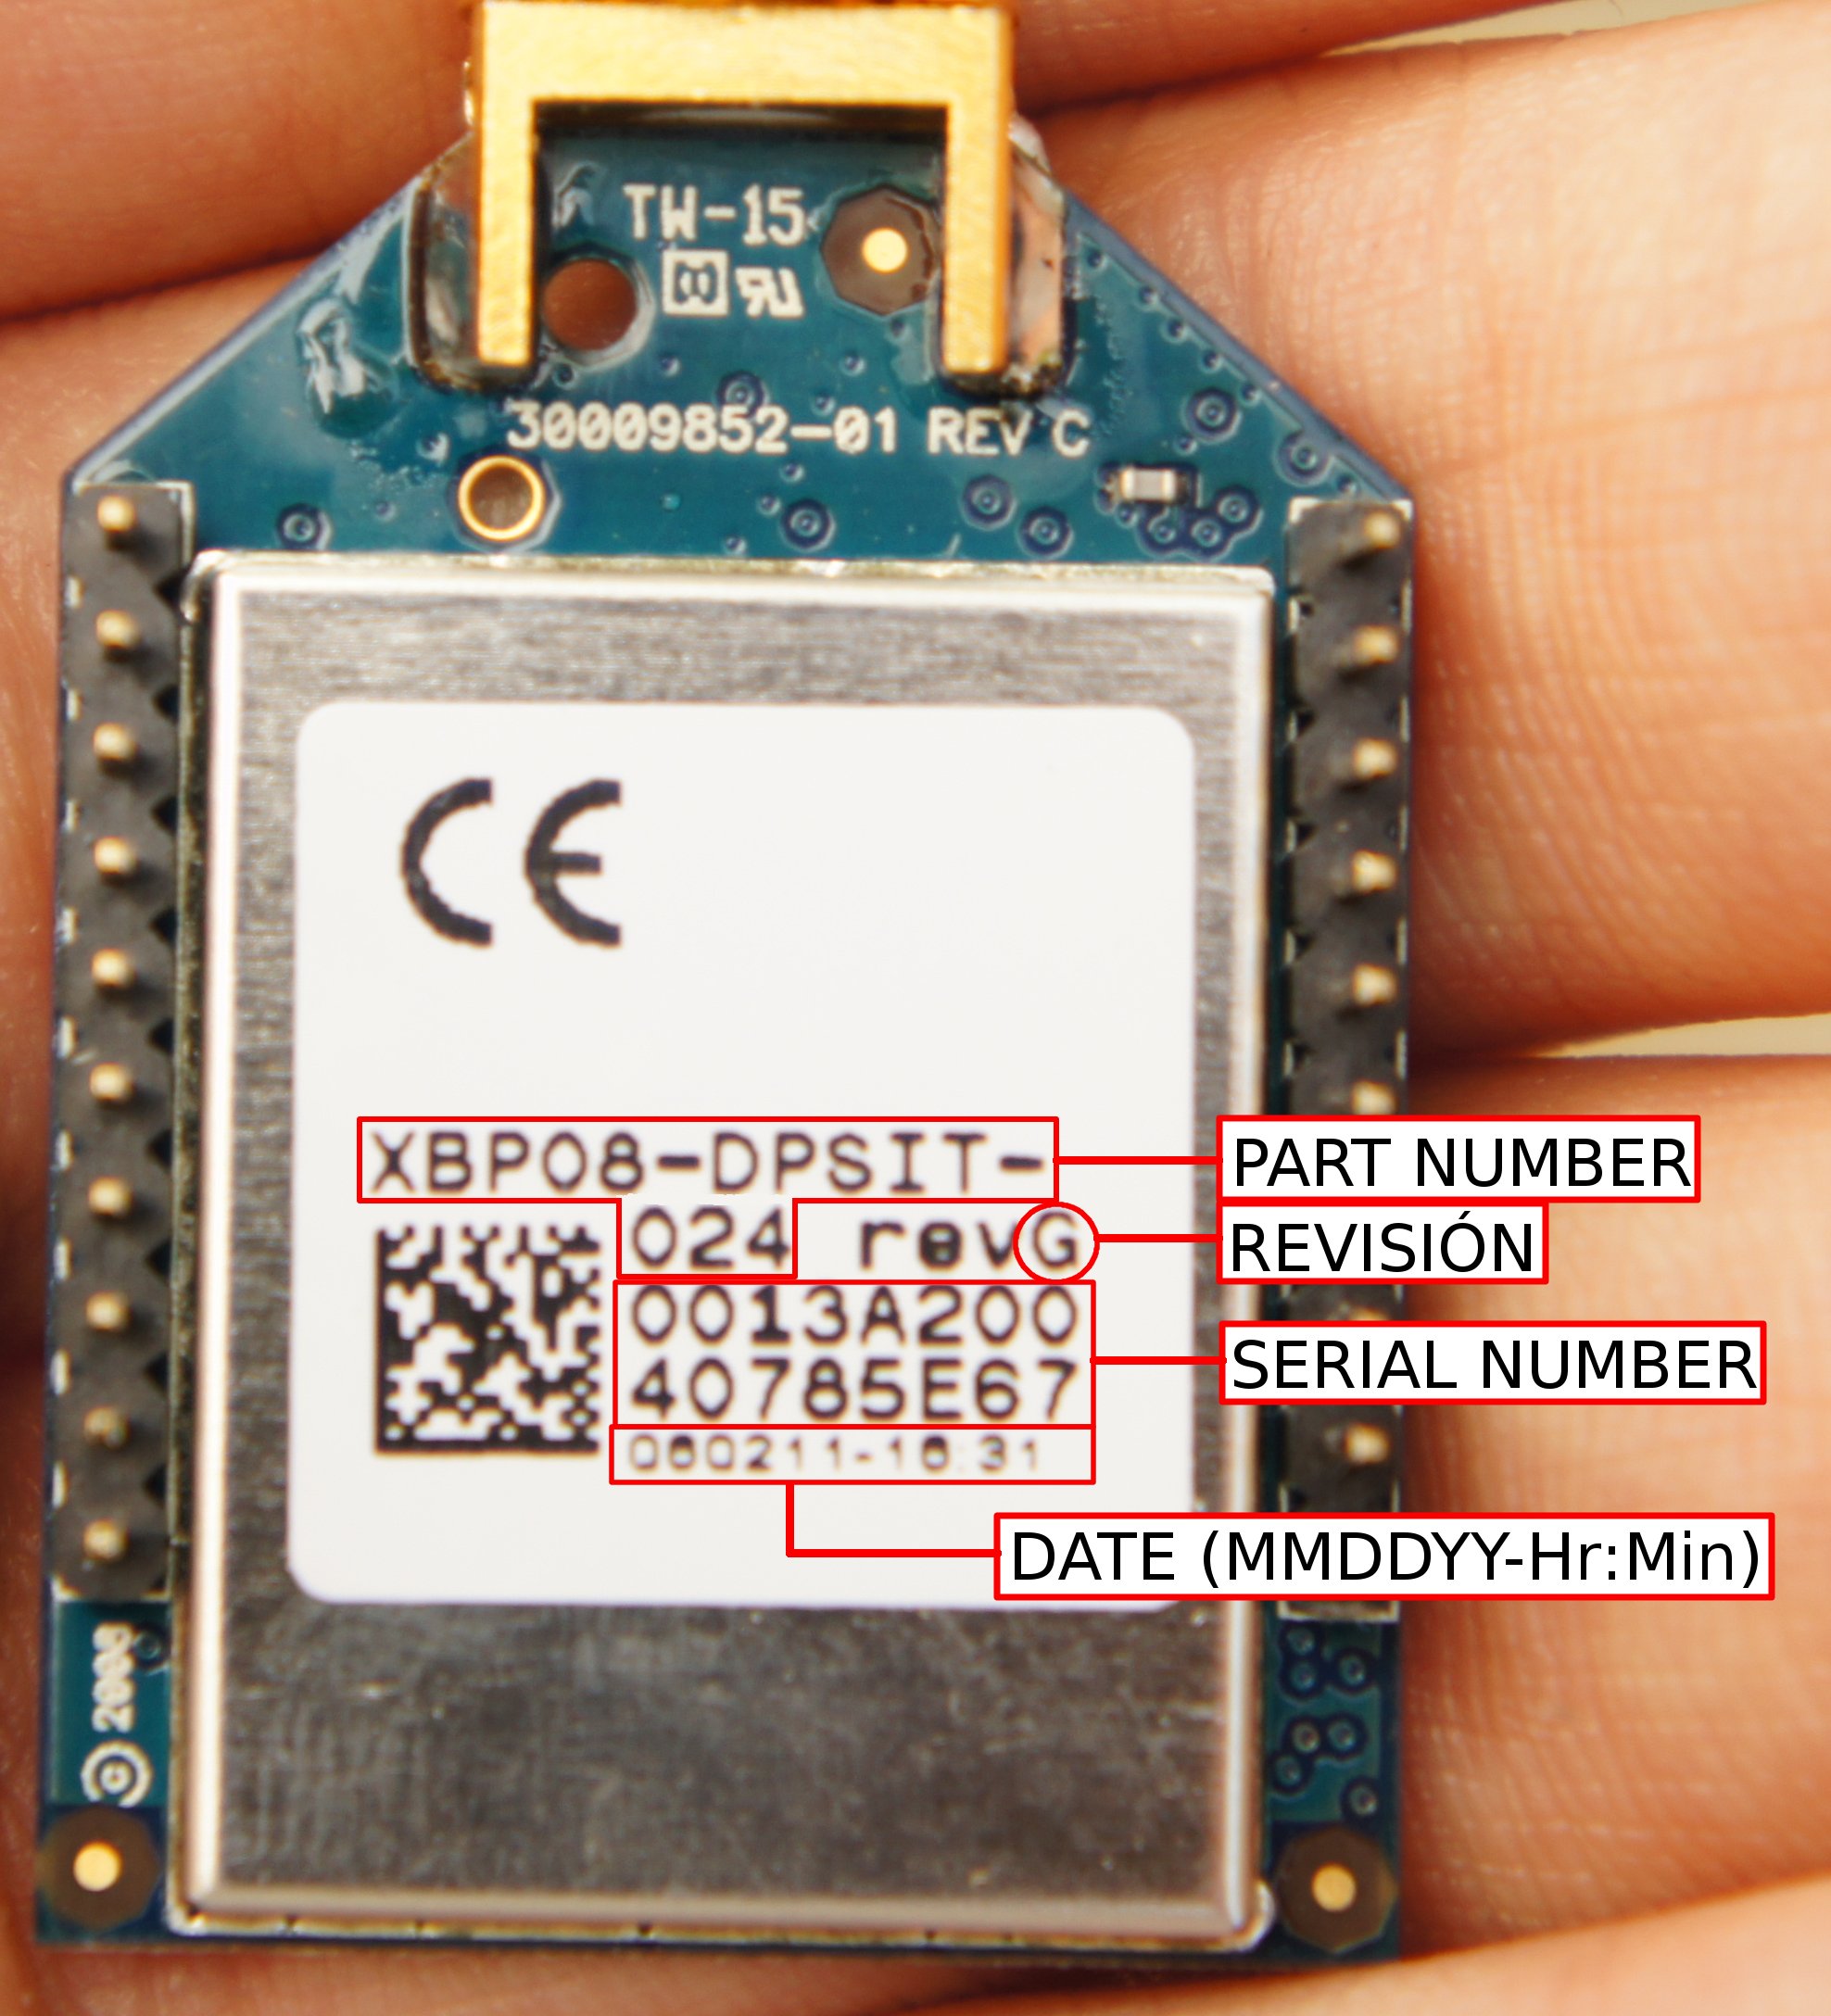 TW-15
30009852-01 REV C
CE
XBP08-DPSIT-
PART NUMBER
024 revG
REVISIÓN
0013A200
40785E67
SERIAL NUMBER
DATE (MMDDYY-Hr:Min)
© 2008